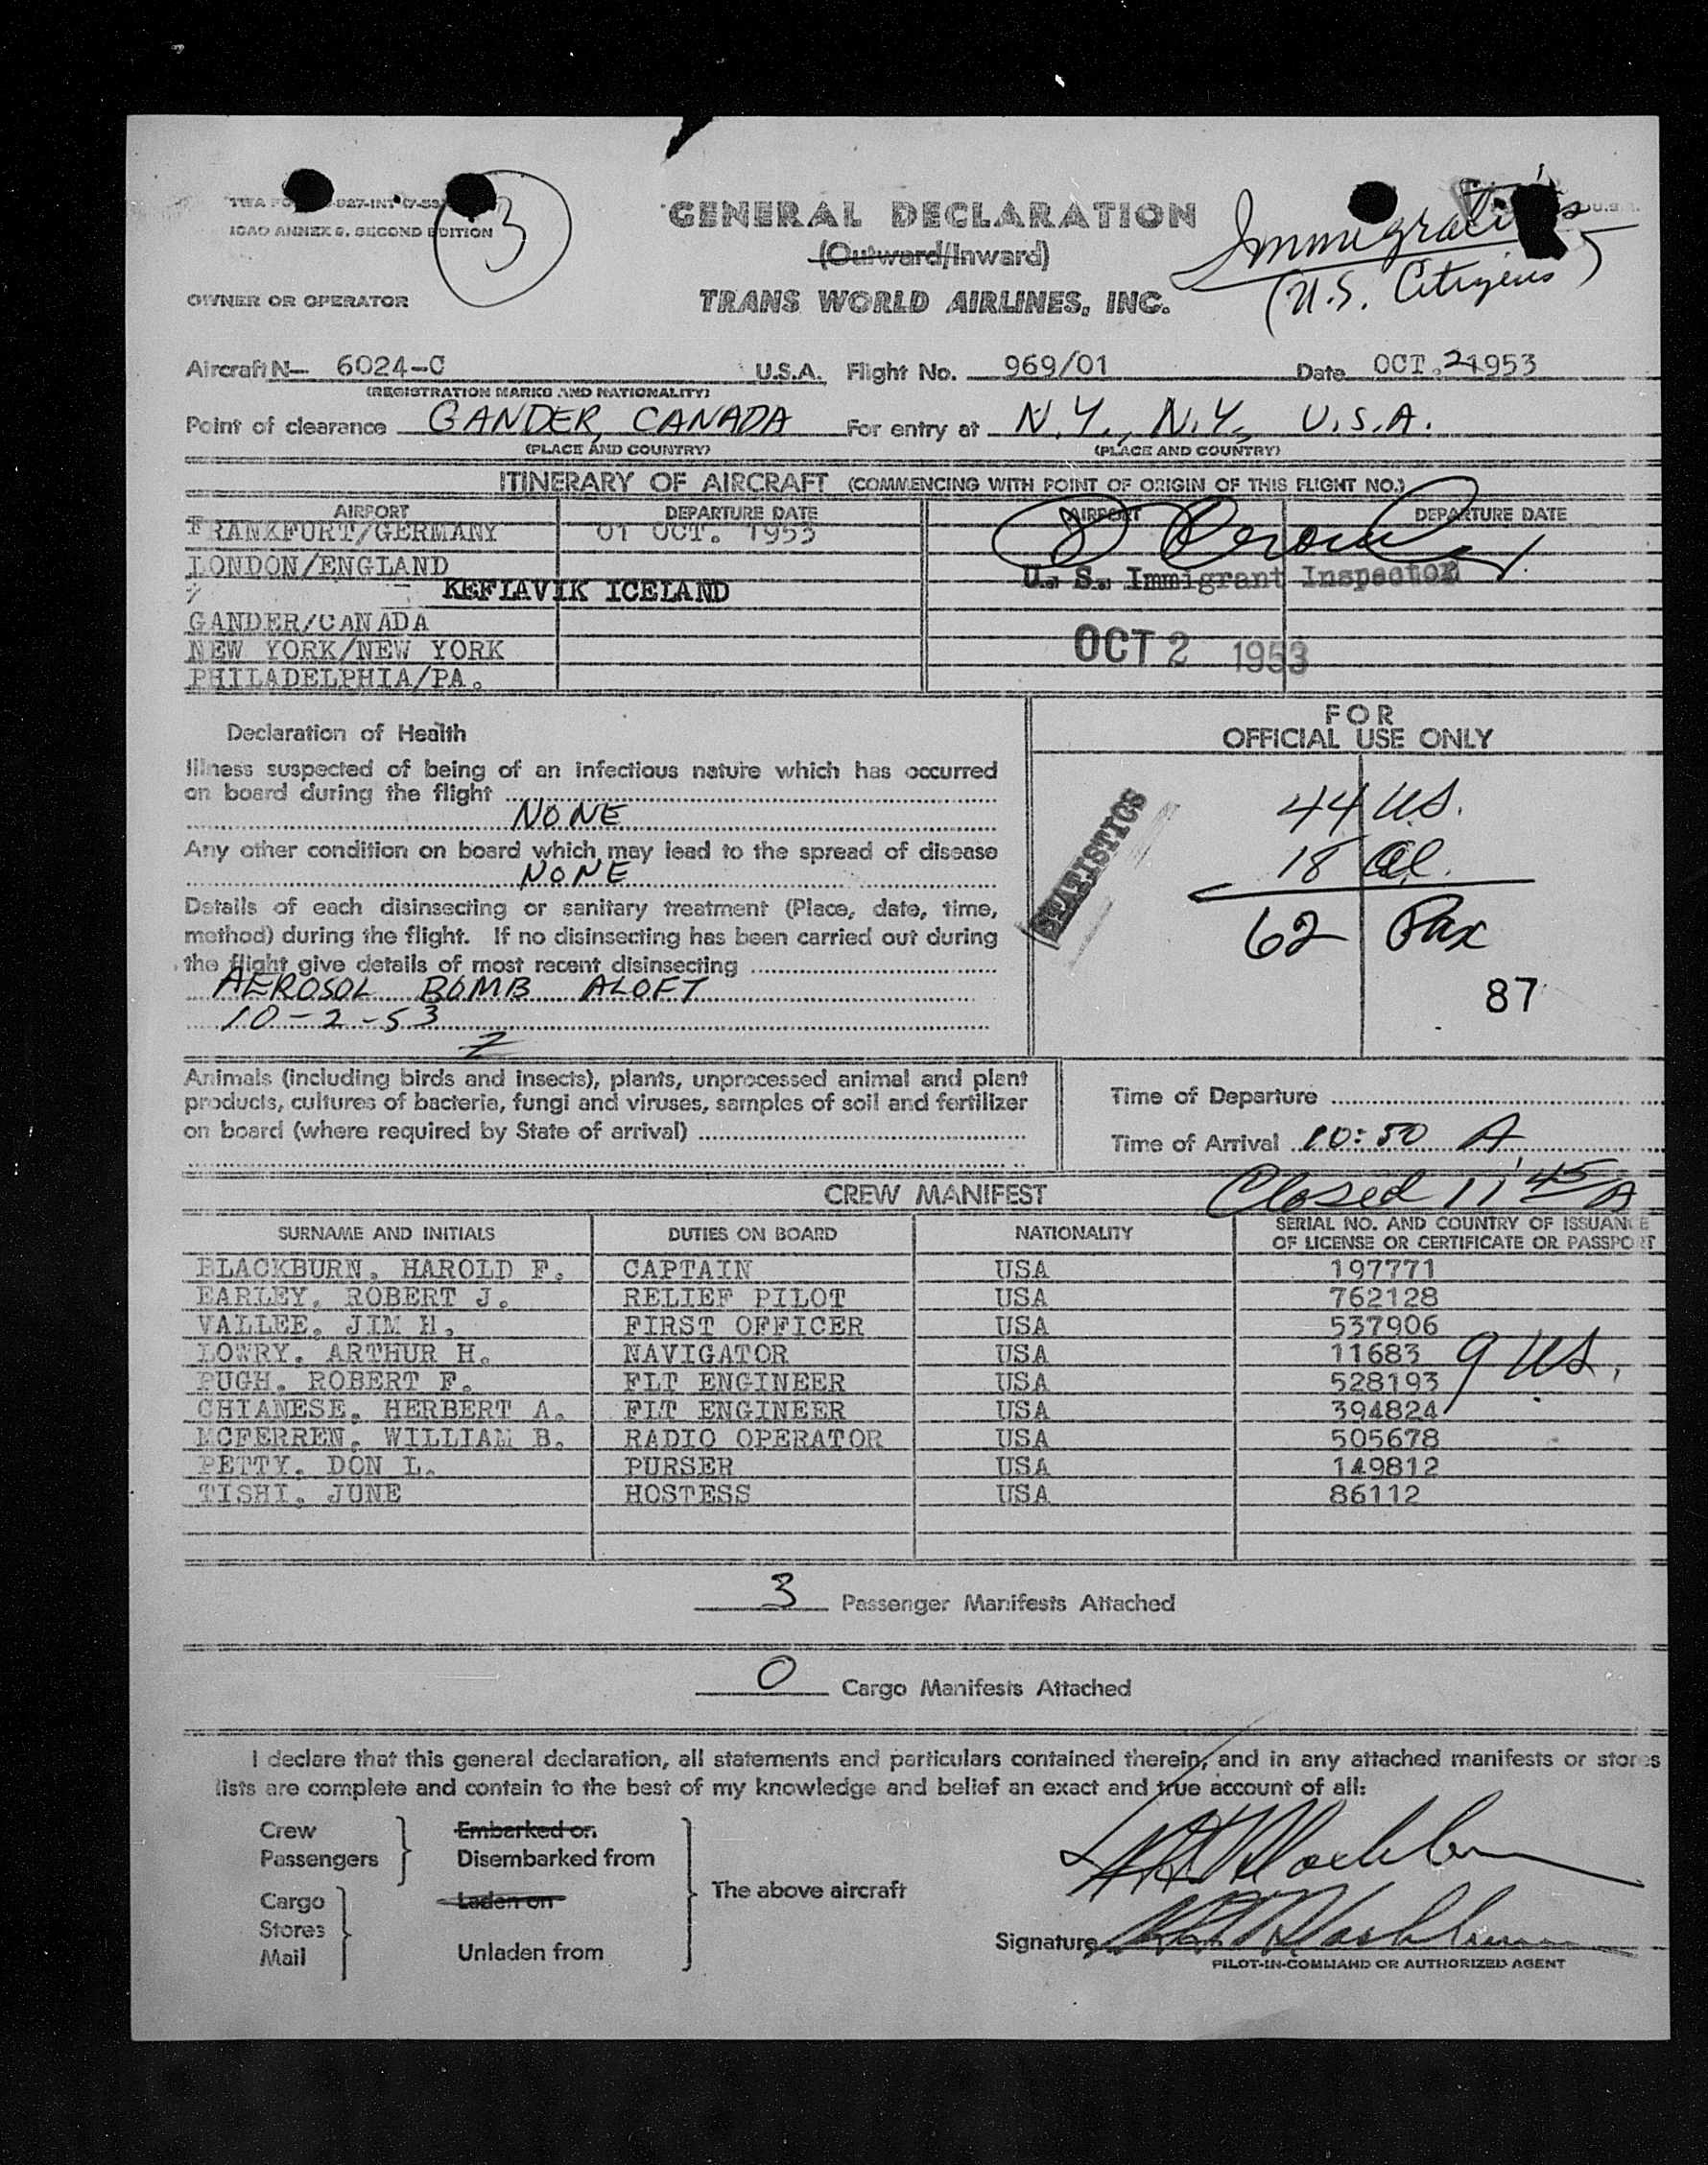 ICAO ANNEX 9, SECOND EDITION
3
GENERAL DECLARATION
(Outward/Inward)
TRANS WORLD AIRLINES, INC.
OWNER OR OPERATOR
(U.S. Citizens)
Aircraft N— 6024-C U.S.A. Flight No. 969/01 Date OCT. 2 1953
(REGISTRATION MARKS AND NATIONALITY)
Point of clearance GANDER, CANADA For entry at N.Y., N.Y., U.S.A.
(PLACE AND COUNTRY) (PLACE AND COUNTRY)
ITINERARY OF AIRCRAFT (COMMENCING WITH POINT OF ORIGIN OF THIS FLIGHT NO.)
AIRPORT DEPARTURE DATE AIRPORT DEPARTURE DATE
FRANKFURT/GERMANY 01 OCT. 1953
LONDON/ENGLAND
U. S. Immigrant Inspector
KEFLAVIK ICELAND
GANDER/CANADA
NEW YORK/NEW YORK OCT 2 1953
PHILADELPHIA/PA.
FOR
OFFICIAL USE ONLY
Declaration of Health
Illness suspected of being of an infectious nature which has occurred
on board during the flight
NONE
Any other condition on board which may lead to the spread of disease
NONE
Details of each disinsecting or sanitary treatment (Place, date, time,
method) during the flight. If no disinsecting has been carried out during
the flight give details of most recent disinsecting
AEROSOL BOMB ALOFT
10-2-53
STATISTICS
44 U.S.
18 al.
62 Pax
87
Animals (including birds and insects), plants, unprocessed animal and plant
products, cultures of bacteria, fungi and viruses, samples of soil and fertilizer
on board (where required by State of arrival)
Time of Departure
Time of Arrival 10:50 A
Closed 11:45 A
CREW MANIFEST
SURNAME AND INITIALS DUTIES ON BOARD NATIONALITY SERIAL NO. AND COUNTRY OF ISSUANCE
OF LICENSE OR CERTIFICATE OR PASSPORT
BLACKBURN, HAROLD F. CAPTAIN USA 197771
EARLEY, ROBERT J. RELIEF PILOT USA 762128
VALLEE, JIM H. FIRST OFFICER USA 537906
LOWRY, ARTHUR H. NAVIGATOR USA 11683
9 US.
PUGH, ROBERT F. FLT ENGINEER USA 528193
CHIANESE, HERBERT A. FLT ENGINEER USA 394824
MCFERREN, WILLIAM B. RADIO OPERATOR USA 505678
PETTY, DON L. PURSER USA 149812
TISHI, JUNE HOSTESS USA 86112
3 Passenger Manifests Attached
0 Cargo Manifests Attached
I declare that this general declaration, all statements and particulars contained therein, and in any attached manifests or stores
lists are complete and contain to the best of my knowledge and belief an exact and true account of all:
Crew
Passengers
Embarked on
Disembarked from
Cargo
Stores
Mail
Laden on
Unladen from
The above aircraft
Signature
PILOT-IN-COMMAND OR AUTHORIZED AGENT